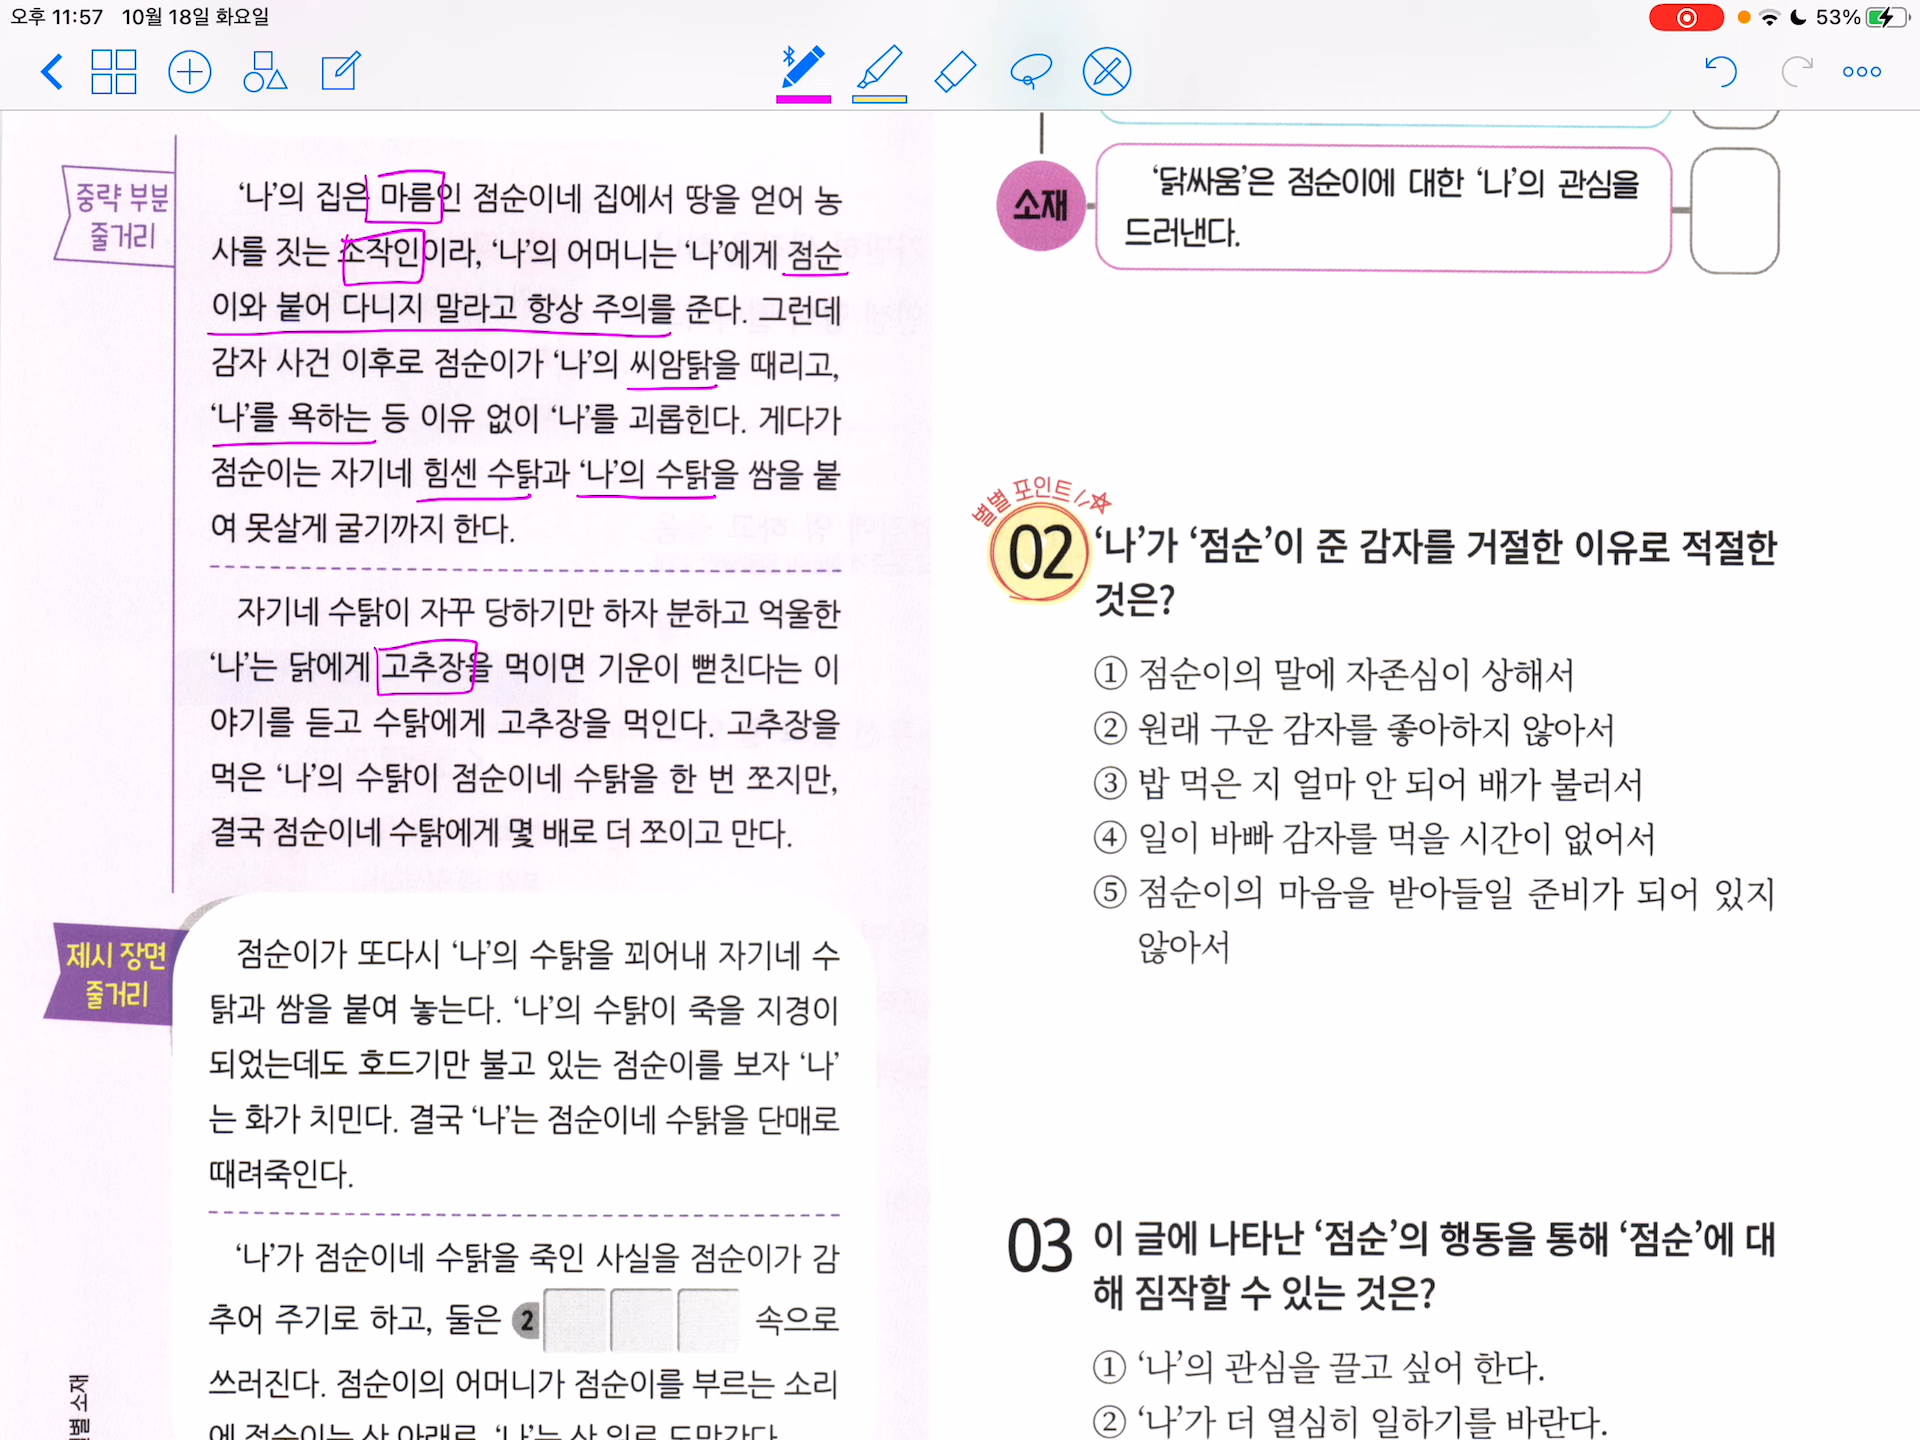 오후 11:57 10월 18일 화요일
53%
중략 부분
줄거리
‘나’의 집은 마름인 점순이네 집에서 땅을 얻어 농
사를 짓는 소작인이라, ‘나’의 어머니는 ‘나’에게 점순
이와 붙어 다니지 말라고 항상 주의를 준다. 그런데
감자 사건 이후로 점순이가 ‘나’의 씨암탉을 때리고,
‘나’를 욕하는 등 이유 없이 ‘나’를 괴롭힌다. 게다가
점순이는 자기네 힘센 수탉과 ‘나’의 수탉을 쌈을 붙
여 못살게 굴기까지 한다.
자기네 수탉이 자꾸 당하기만 하자 분하고 억울한
‘나’는 닭에게 고추장을 먹이면 기운이 뻗친다는 이
야기를 듣고 수탉에게 고추장을 먹인다. 고추장을
먹은 ‘나’의 수탉이 점순이네 수탉을 한 번 쪼지만,
결국 점순이네 수탉에게 몇 배로 더 쪼이고 만다.
제시 장면
줄거리
점순이가 또다시 ‘나’의 수탉을 꾀어내 자기네 수
탉과 쌈을 붙여 놓는다. ‘나’의 수탉이 죽을 지경이
되었는데도 호드기만 불고 있는 점순이를 보자 ‘나’
는 화가 치민다. 결국 ‘나’는 점순이네 수탉을 단매로
때려죽인다.
‘나’가 점순이네 수탉을 죽인 사실을 점순이가 감
추어 주기로 하고, 둘은 2 속으로
쓰러진다. 점순이의 어머니가 점순이를 부르는 소리
에 점순이는 산 아래로, ‘나’는 산 위로 도망간다.
별 소재
소재
‘닭싸움’은 점순이에 대한 ‘나’의 관심을
드러낸다.
별별 포인트!
02 ‘나’가 ‘점순’이 준 감자를 거절한 이유로 적절한
것은?
① 점순이의 말에 자존심이 상해서
② 원래 구운 감자를 좋아하지 않아서
③ 밥 먹은 지 얼마 안 되어 배가 불러서
④ 일이 바빠 감자를 먹을 시간이 없어서
⑤ 점순이의 마음을 받아들일 준비가 되어 있지
않아서
03 이 글에 나타난 ‘점순’의 행동을 통해 ‘점순’에 대
해 짐작할 수 있는 것은?
① ‘나’의 관심을 끌고 싶어 한다.
② ‘나’가 더 열심히 일하기를 바란다.